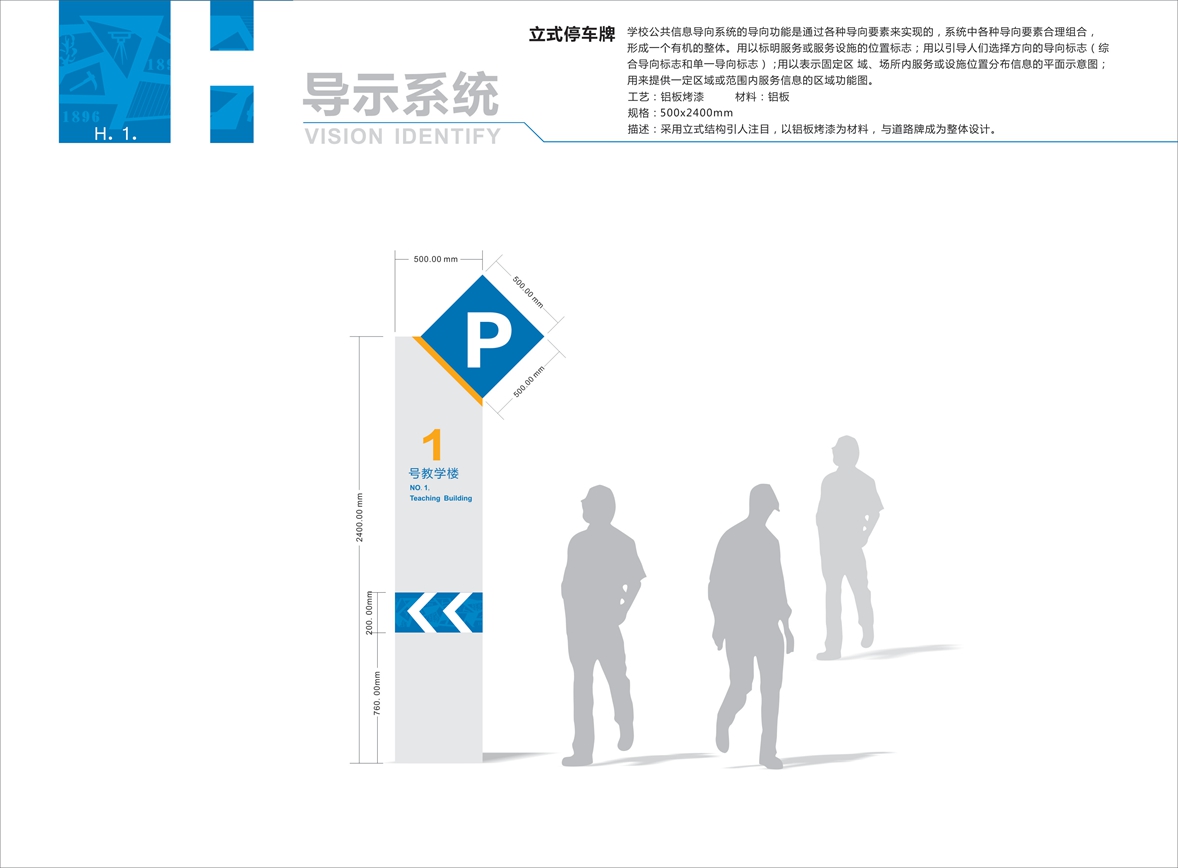 189
1896
H. 1.
导示系统
VISION IDENTIFY
立式停车牌
学校公共信息导向系统的导向功能是通过各种导向要素来实现的，系统中各种导向要素合理组合，
形成一个有机的整体。用以标明服务或服务设施的位置标志；用以引导人们选择方向的导向标志（综
合导向标志和单一导向标志）;用以表示固定区 域、场所内服务或设施位置分布信息的平面示意图；
用来提供一定区域或范围内服务信息的区域功能图。
工艺：铝板烤漆 材料：铝板
规格：500x2400mm
描述：采用立式结构引人注目，以铝板烤漆为材料，与道路牌成为整体设计。
500.00 mm
500.00 mm
P
500.00 mm
1
号教学楼
NO. 1.
Teaching Building
2400.00 mm
200. 00mm
760. 00mm